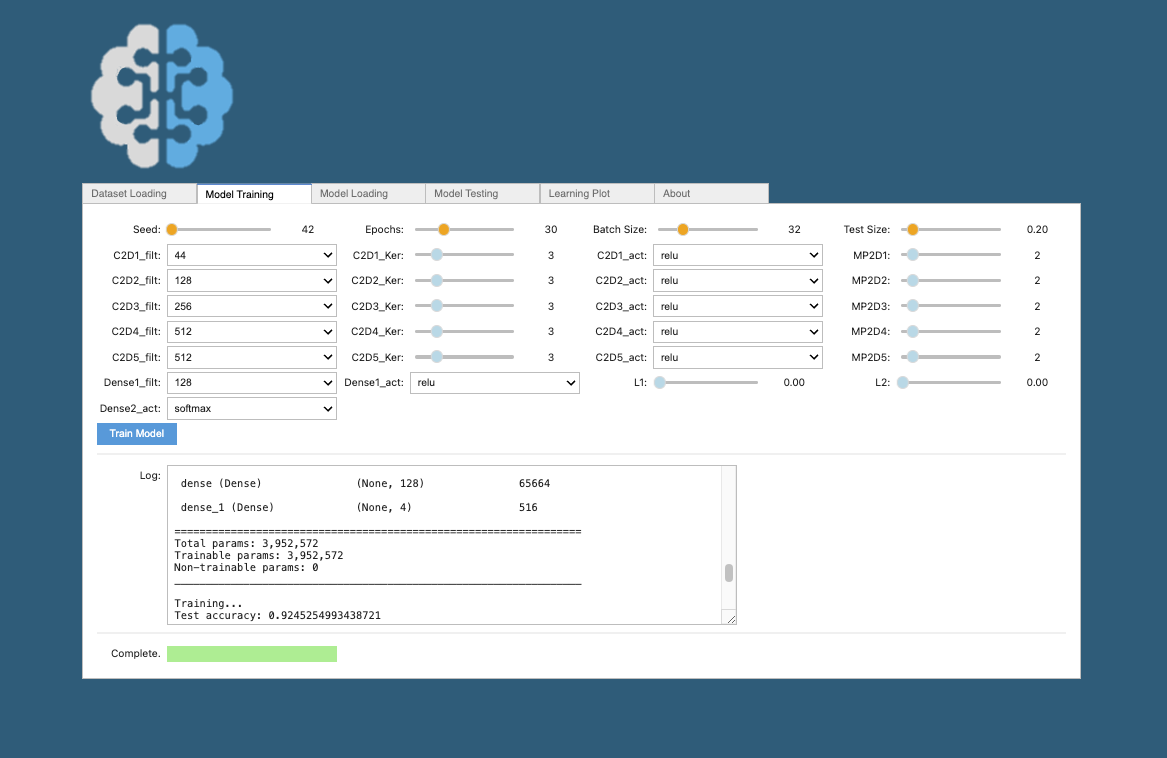 Dataset Loading Model Training Model Loading Model Testing Learning Plot About
Seed: 42 Epochs: 30 Batch Size: 32 Test Size: 0.20
C2D1_filt: 44 C2D1_Ker: 3 C2D1_act: relu MP2D1: 2
C2D2_filt: 128 C2D2_Ker: 3 C2D2_act: relu MP2D2: 2
C2D3_filt: 256 C2D3_Ker: 3 C2D3_act: relu MP2D3: 2
C2D4_filt: 512 C2D4_Ker: 3 C2D4_act: relu MP2D4: 2
C2D5_filt: 512 C2D5_Ker: 3 C2D5_act: relu MP2D5: 2
Dense1_filt: 128 Dense1_act: relu L1: 0.00 L2: 0.00
Dense2_act: softmax
Train Model
Log:
dense (Dense) (None, 128) 65664
dense_1 (Dense) (None, 4) 516
=================================================================
Total params: 3,952,572
Trainable params: 3,952,572
Non-trainable params: 0
_________________________________________________________________
Training...
Test accuracy: 0.9245254993438721
Complete.